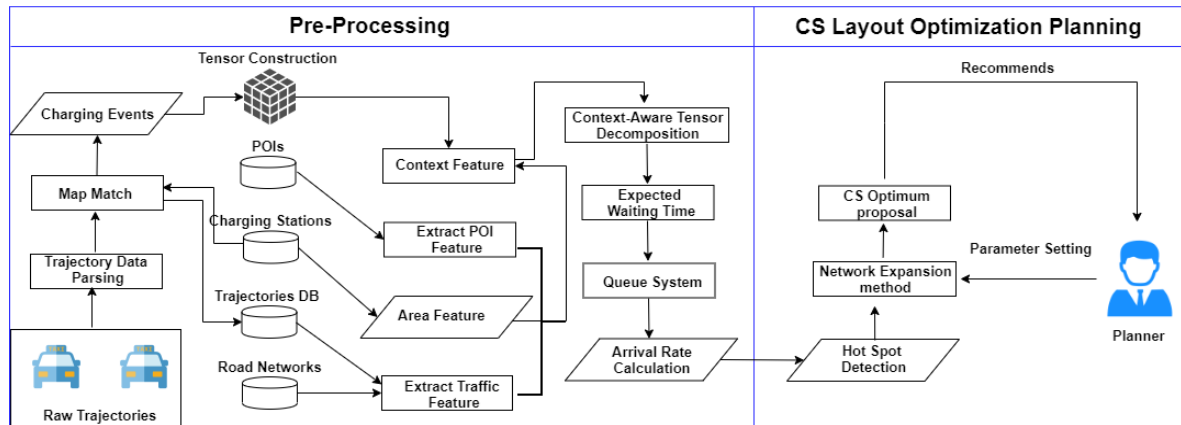 Pre-Processing
CS Layout Optimization Planning
Tensor Construction
Charging Events
POIs
Map Match
Charging Stations
Trajectory Data
Parsing
Trajectories DB
Road Networks
Raw Trajectories
Context Feature
Extract POI
Feature
Area Feature
Extract Traffic
Feature
Context-Aware Tensor
Decomposition
Expected
Waiting Time
Queue System
Arrival Rate
Calculation
Recommends
CS Optimum
proposal
Parameter Setting
Network Expansion
method
Hot Spot
Detection
Planner